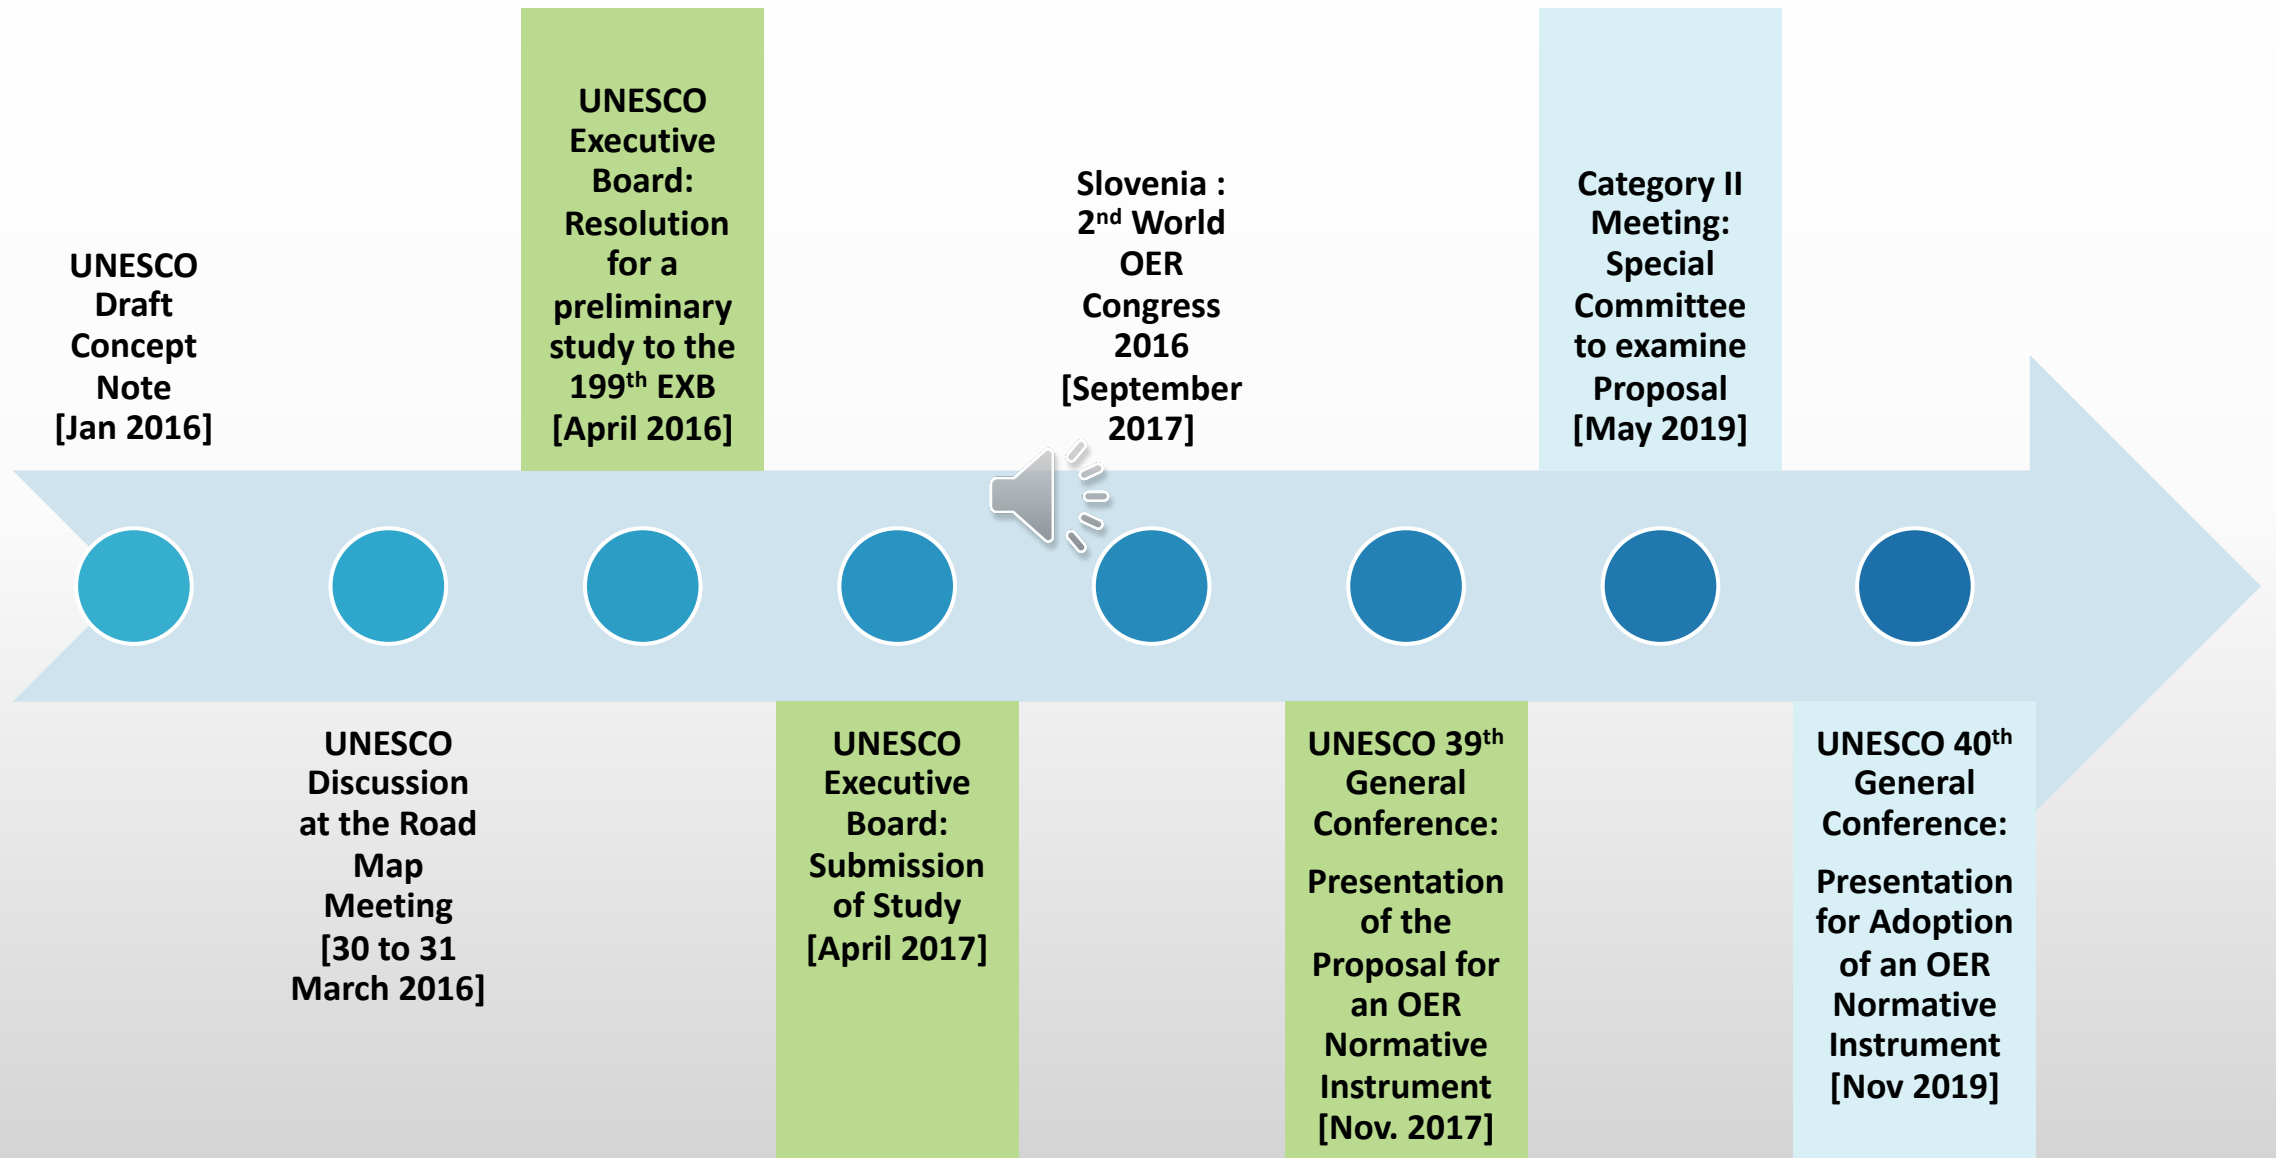 UNESCO
Draft
Concept
Note
[Jan 2016]
UNESCO
Discussion
at the Road
Map
Meeting
[30 to 31
March 2016]
UNESCO
Executive
Board:
Resolution
for a
preliminary
study to the
199th EXB
[April 2016]
UNESCO
Executive
Board:
Submission
of Study
[April 2017]
Slovenia :
2nd World
OER
Congress
2016
[September
2017]
UNESCO 39th
General
Conference:
Presentation
of the
Proposal for
an OER
Normative
Instrument
[Nov. 2017]
Category II
Meeting:
Special
Committee
to examine
Proposal
[May 2019]
UNESCO 40th
General
Conference:
Presentation
for Adoption
of an OER
Normative
Instrument
[Nov 2019]